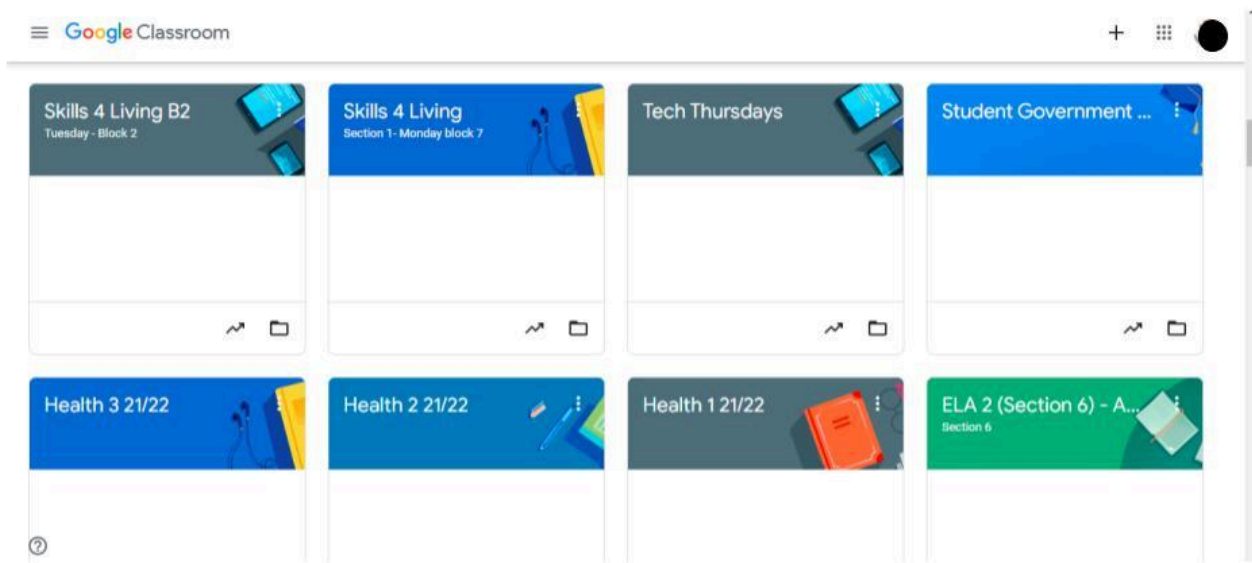 Google Classroom
Skills 4 Living B2
Tuesday - Block 2
Skills 4 Living
Section 1- Monday block 7
Tech Thursdays
Student Government ...
Health 3 21/22
Health 2 21/22
Health 1 21/22
ELA 2 (Section 6) - A...
Section 6